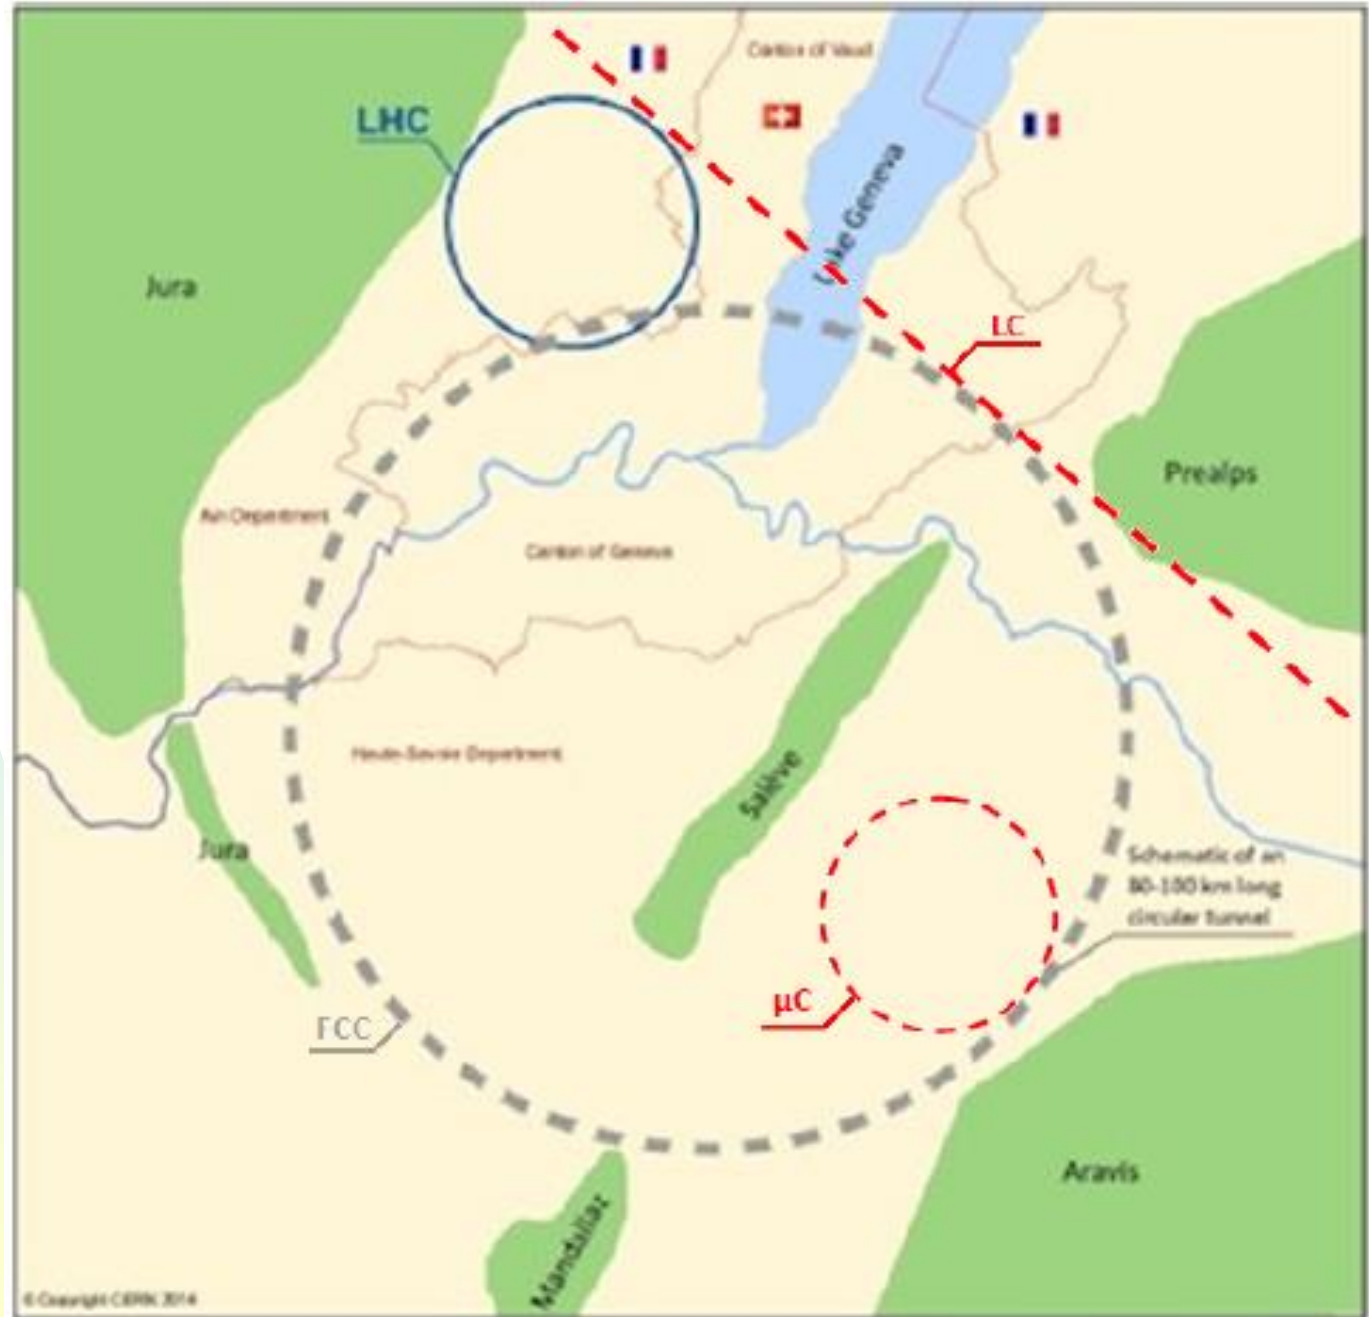 Canton of Vaud
LHC
Lake Geneva
Jura
LC
Prealps
Ain Department
Canton of Geneva
Haute-Savoie Department
Salève
Jura
Schematic of an
80-100 km long
circular tunnel
µC
FCC
Aravis
Mandallaz
© Copyright CERN 2014